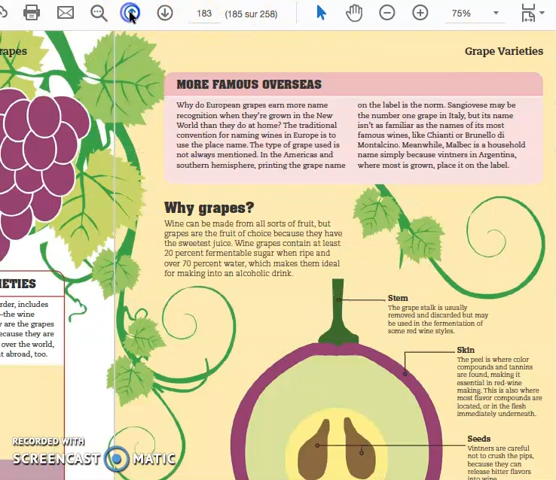 183 (185 sur 258) 75%
rapes
Grape Varieties
MORE FAMOUS OVERSEAS
Why do European grapes earn more name
recognition when they're grown in the New
World than they do at home? The traditional
convention for naming wines in Europe is to
use the place name. The type of grape used is
not always mentioned. In the Americas and
southern hemisphere, printing the grape name
on the label is the norm. Sangiovese may be
the number one grape in Italy, but its name
isn't as familiar as the names of its most
famous wines, like Chianti or Brunello di
Montalcino. Meanwhile, Malbec is a household
name simply because vintners in Argentina,
where most is grown, place it on the label.
Why grapes?
Wine can be made from all sorts of fruit, but
grapes are the fruit of choice because they have
the sweetest juice. Wine grapes contain at least
20 percent fermentable sugar when ripe and
over 70 percent water, which makes them ideal
for making into an alcoholic drink.
IETIES
rder, includes
—the wine
y are the grapes
ecause they are
over the world,
t abroad, too.
Stem
The grape stalk is usually
removed and discarded but may
be used in the fermentation of
some red wine styles.
Skin
The peel is where color
compounds and tannins
are found, making it
essential in red-wine
making. This is also where
most flavor compounds are
located, or in the flesh
immediately underneath.
Seeds
Vintners are careful
not to crush the pips,
because they can
release bitter flavors
into wine.
RECORDED WITH
SCREENCAST MATIC